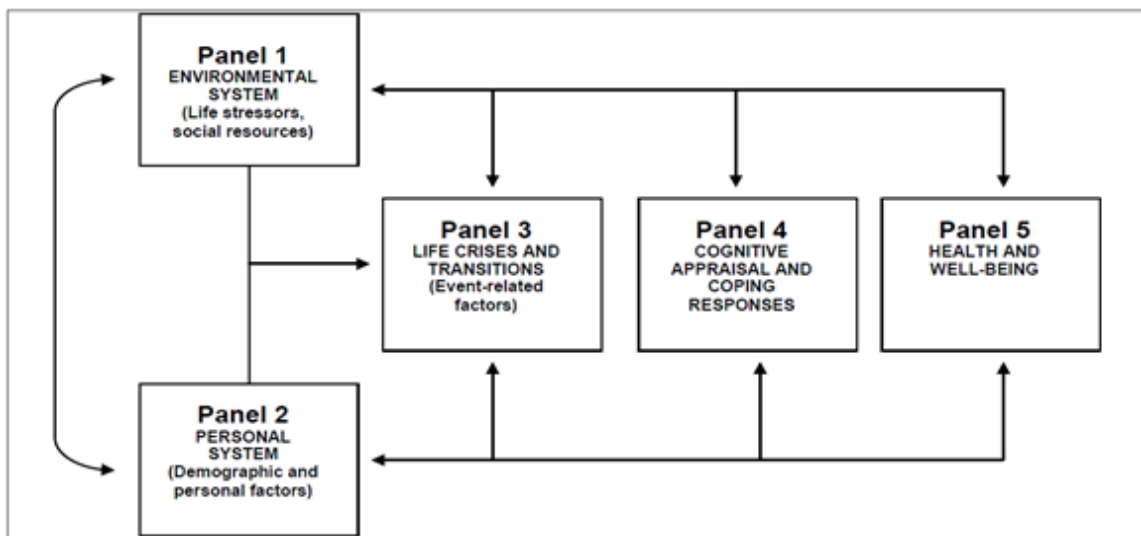 Panel 1
ENVIRONMENTAL
SYSTEM
(Life stressors,
social resources)
Panel 3
LIFE CRISES AND
TRANSITIONS
(Event-related
factors)
Panel 4
COGNITIVE
APPRAISAL AND
COPING
RESPONSES
Panel 5
HEALTH AND
WELL-BEING
Panel 2
PERSONAL
SYSTEM
(Demographic and
personal factors)